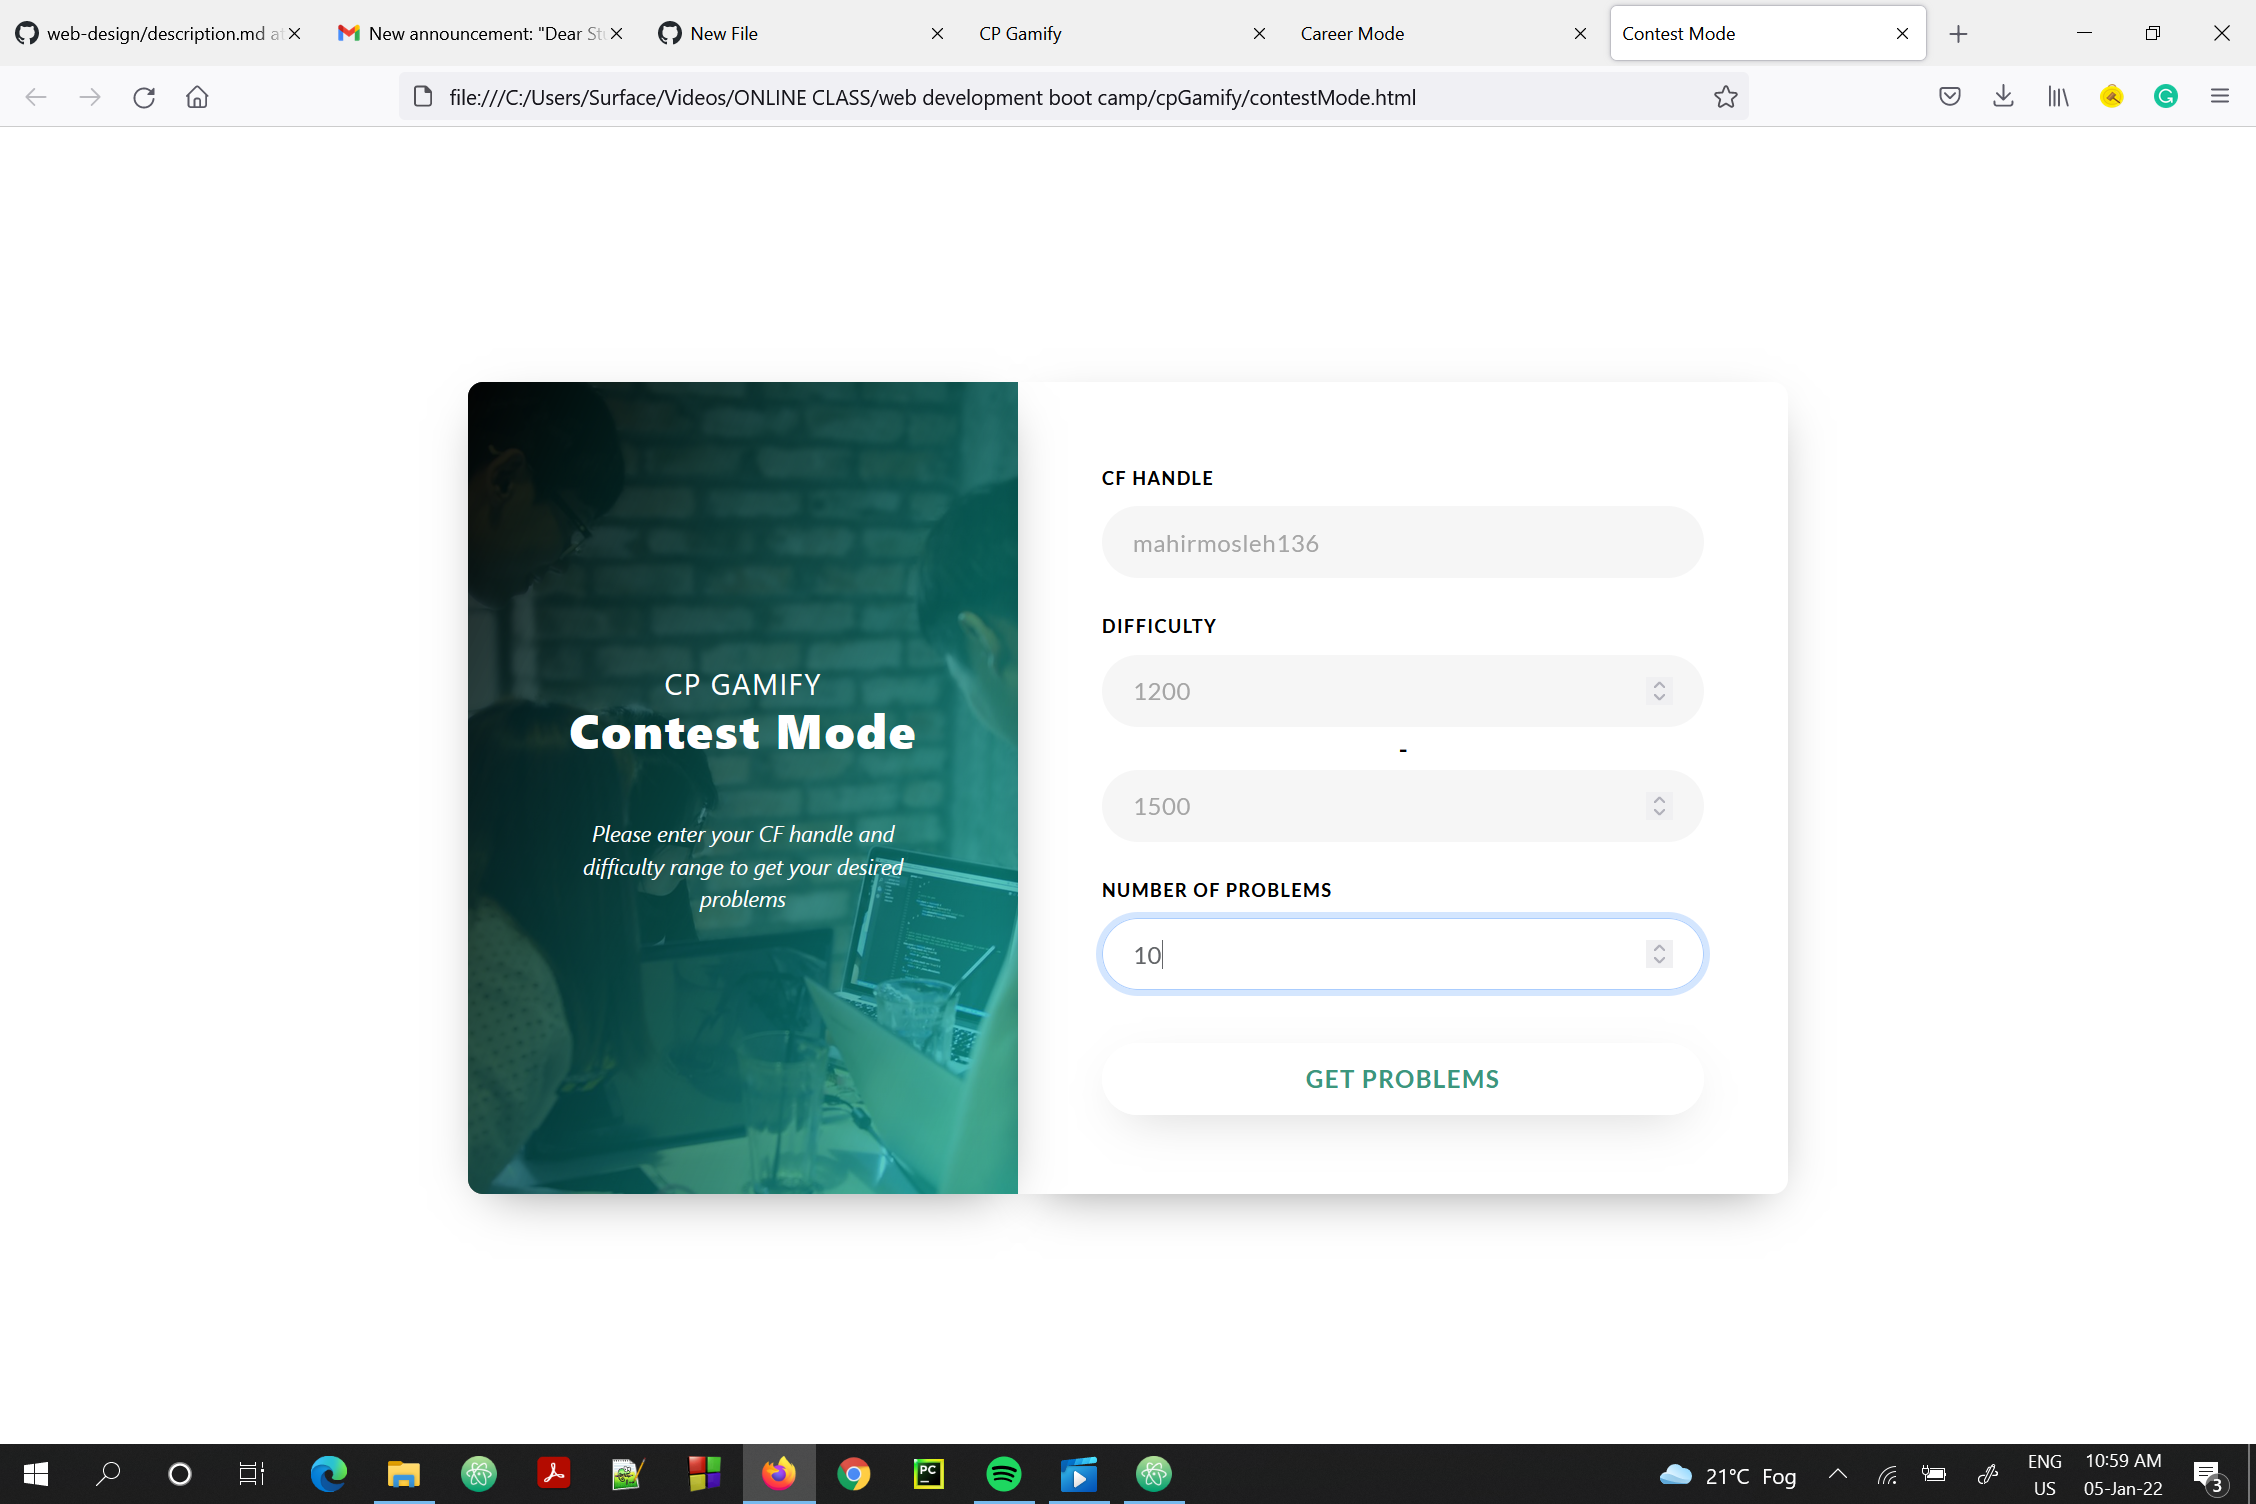 web-design/description.md at
New announcement: "Dear Stu
New File
CP Gamify
Career Mode
Contest Mode
file:///C:/Users/Surface/Videos/ONLINE CLASS/web development boot camp/cpGamify/contestMode.html
CP GAMIFY
Contest Mode
Please enter your CF handle and
difficulty range to get your desired
problems
CF HANDLE
mahirmosleh136
DIFFICULTY
1200
-
1500
NUMBER OF PROBLEMS
10
GET PROBLEMS
PC
21°C Fog
ENG
US
10:59 AM
05-Jan-22
3